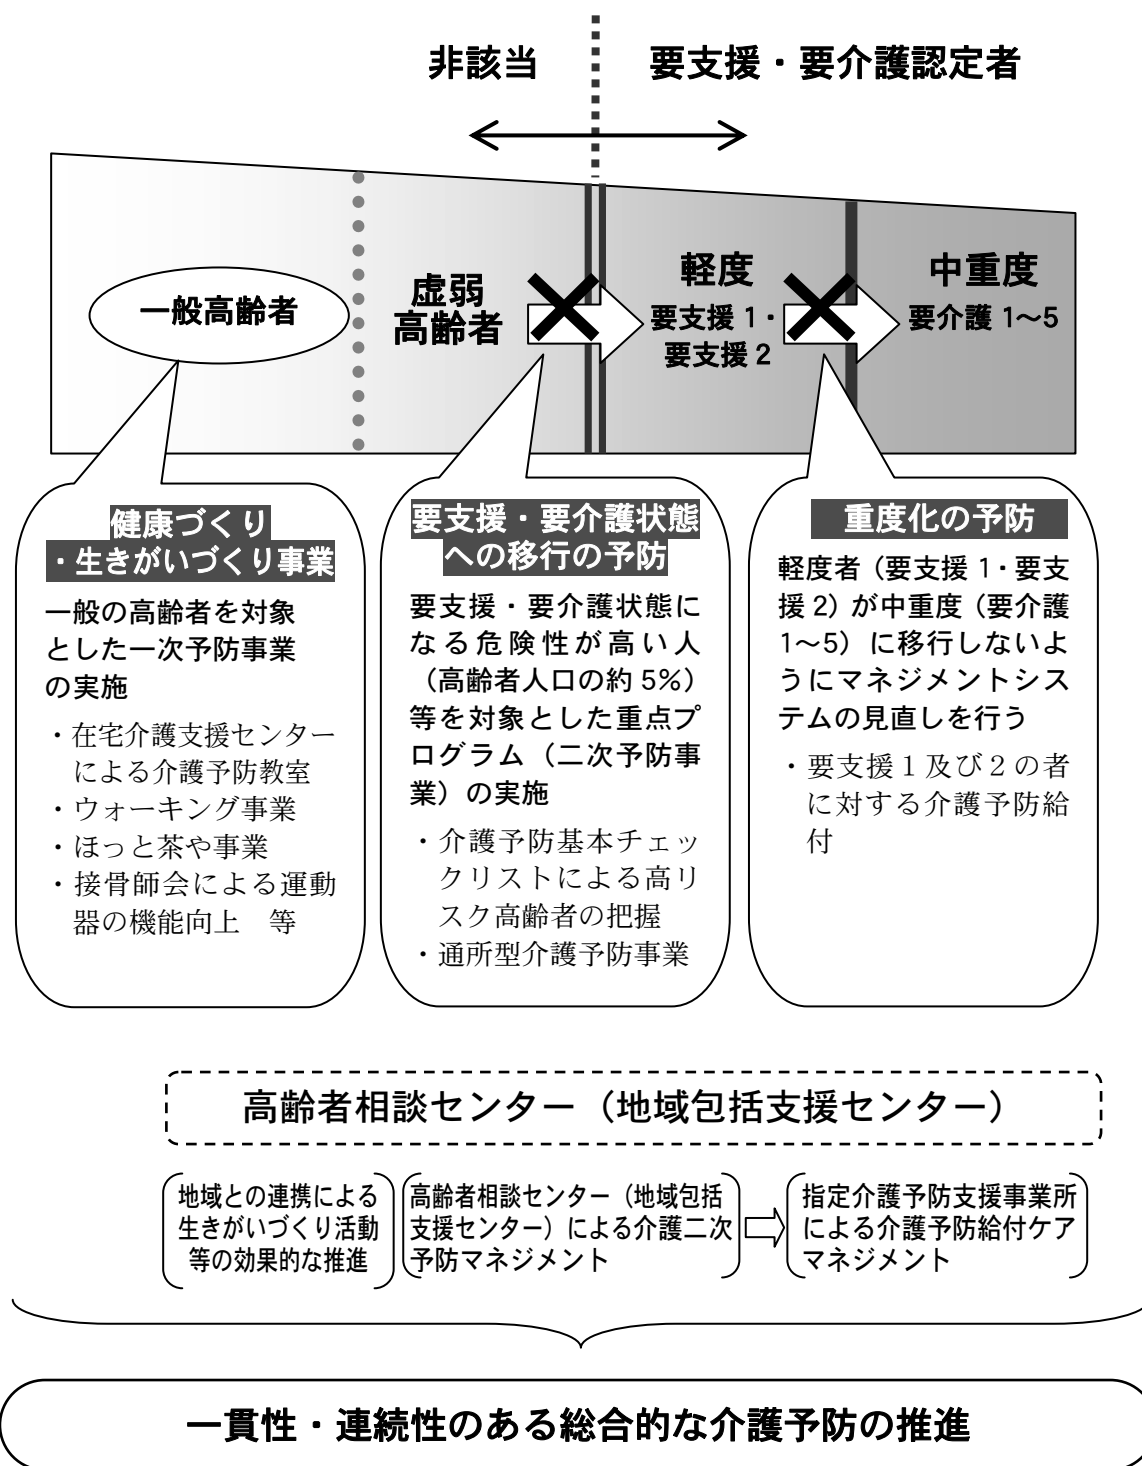 非該当
要支援・要介護認定者
一般高齢者
虚弱
高齢者
軽度
要支援 1・
要支援 2
中重度
要介護 1～5
健康づくり
・生きがいづくり事業
一般の高齢者を対象
とした一次予防事業
の実施
・在宅介護支援センター
による介護予防教室
・ウォーキング事業
・ほっと茶や事業
・接骨師会による運動
器の機能向上　等
要支援・要介護状態
への移行の予防
要支援・要介護状態に
なる危険性が高い人
（高齢者人口の約 5%）
等を対象とした重点プ
ログラム（二次予防事
業）の実施
・介護予防基本チェッ
クリストによる高リ
スク高齢者の把握
・通所型介護予防事業
重度化の予防
軽度者（要支援 1・要支
援 2）が中重度（要介護
1～5）に移行しないよ
うにマネジメントシス
テムの見直しを行う
・要支援１及び２の者
に対する介護予防給
付
高齢者相談センター（地域包括支援センター）
地域との連携による
生きがいづくり活動
等の効果的な推進
高齢者相談センター（地域包括
支援センター）による介護二次
予防マネジメント
指定介護予防支援事業所
による介護予防給付ケア
マネジメント
一貫性・連続性のある総合的な介護予防の推進